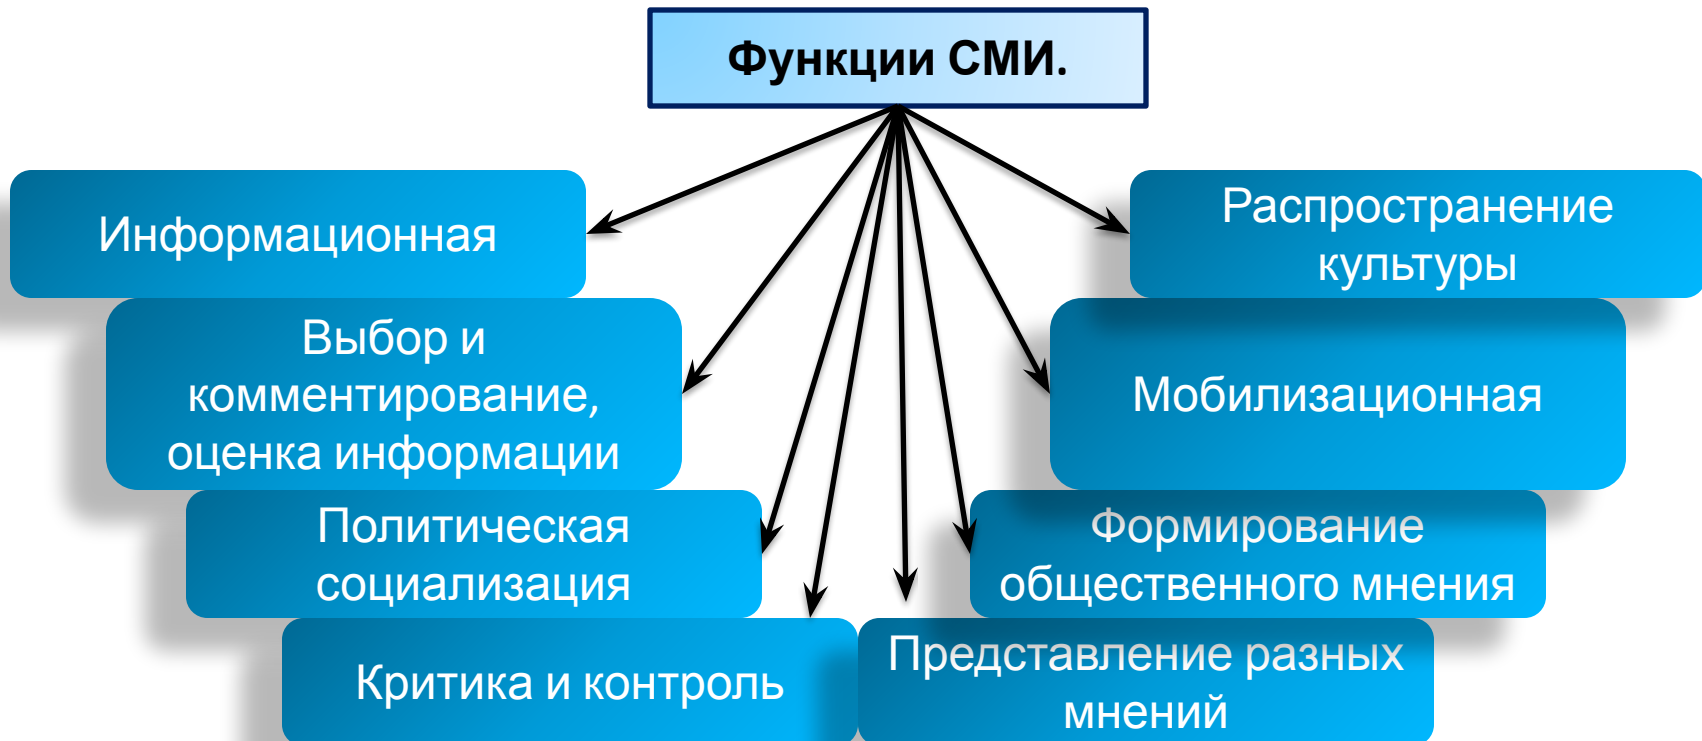 Функции СМИ.
Информационная
Выбор и
комментирование,
оценка информации
Политическая
социализация
Критика и контроль
Распространение
культуры
Мобилизационная
Формирование
общественного мнения
Представление разных
мнений